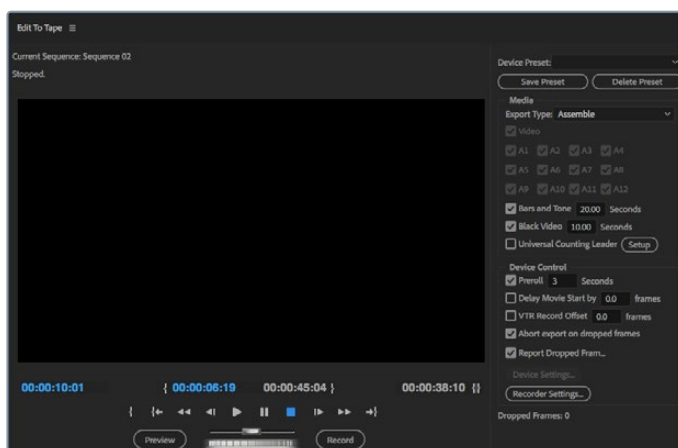 Edit To Tape
Current Sequence: Sequence 02
Stopped.
00:00:10:01
{ 00:00:06:19
00:00:45:04 }
00:00:38:10 {}
Preview
Record
Device Preset:
Save Preset
Delete Preset
Media
Export Type: Assemble
Video
A1 A2 A3 A4
A5 A6 A7 A8
A9 A10 A11 A12
Bars and Tone 20.00 Seconds
Black Video 10.00 Seconds
Universal Counting Leader Setup
Device Control
Preroll 3 Seconds
Delay Movie Start by 0.0 frames
VTR Record Offset 0.0 frames
Abort export on dropped frames
Report Dropped Fram...
Device Settings...
Recorder Settings...
Dropped Frames: 0